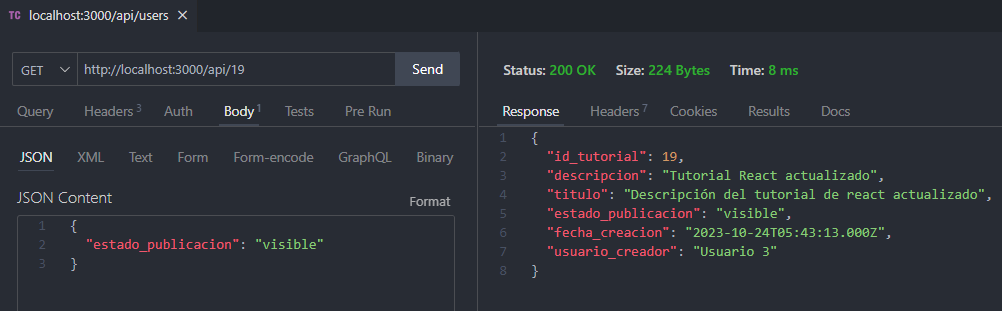 TC localhost:3000/api/users ×
GET http://localhost:3000/api/19 Send
Query Headers 3 Auth Body 1 Tests Pre Run
JSON XML Text Form Form-encode GraphQL Binary
JSON Content Format
1 {
2 "estado_publicacion": "visible"
3 }
Status: 200 OK Size: 224 Bytes Time: 8 ms
Response Headers 7 Cookies Results Docs
1 {
2 "id_tutorial": 19,
3 "descripcion": "Tutorial React actualizado",
4 "titulo": "Descripción del tutorial de react actualizado",
5 "estado_publicacion": "visible",
6 "fecha_creacion": "2023-10-24T05:43:13.000Z",
7 "usuario_creador": "Usuario 3"
8 }